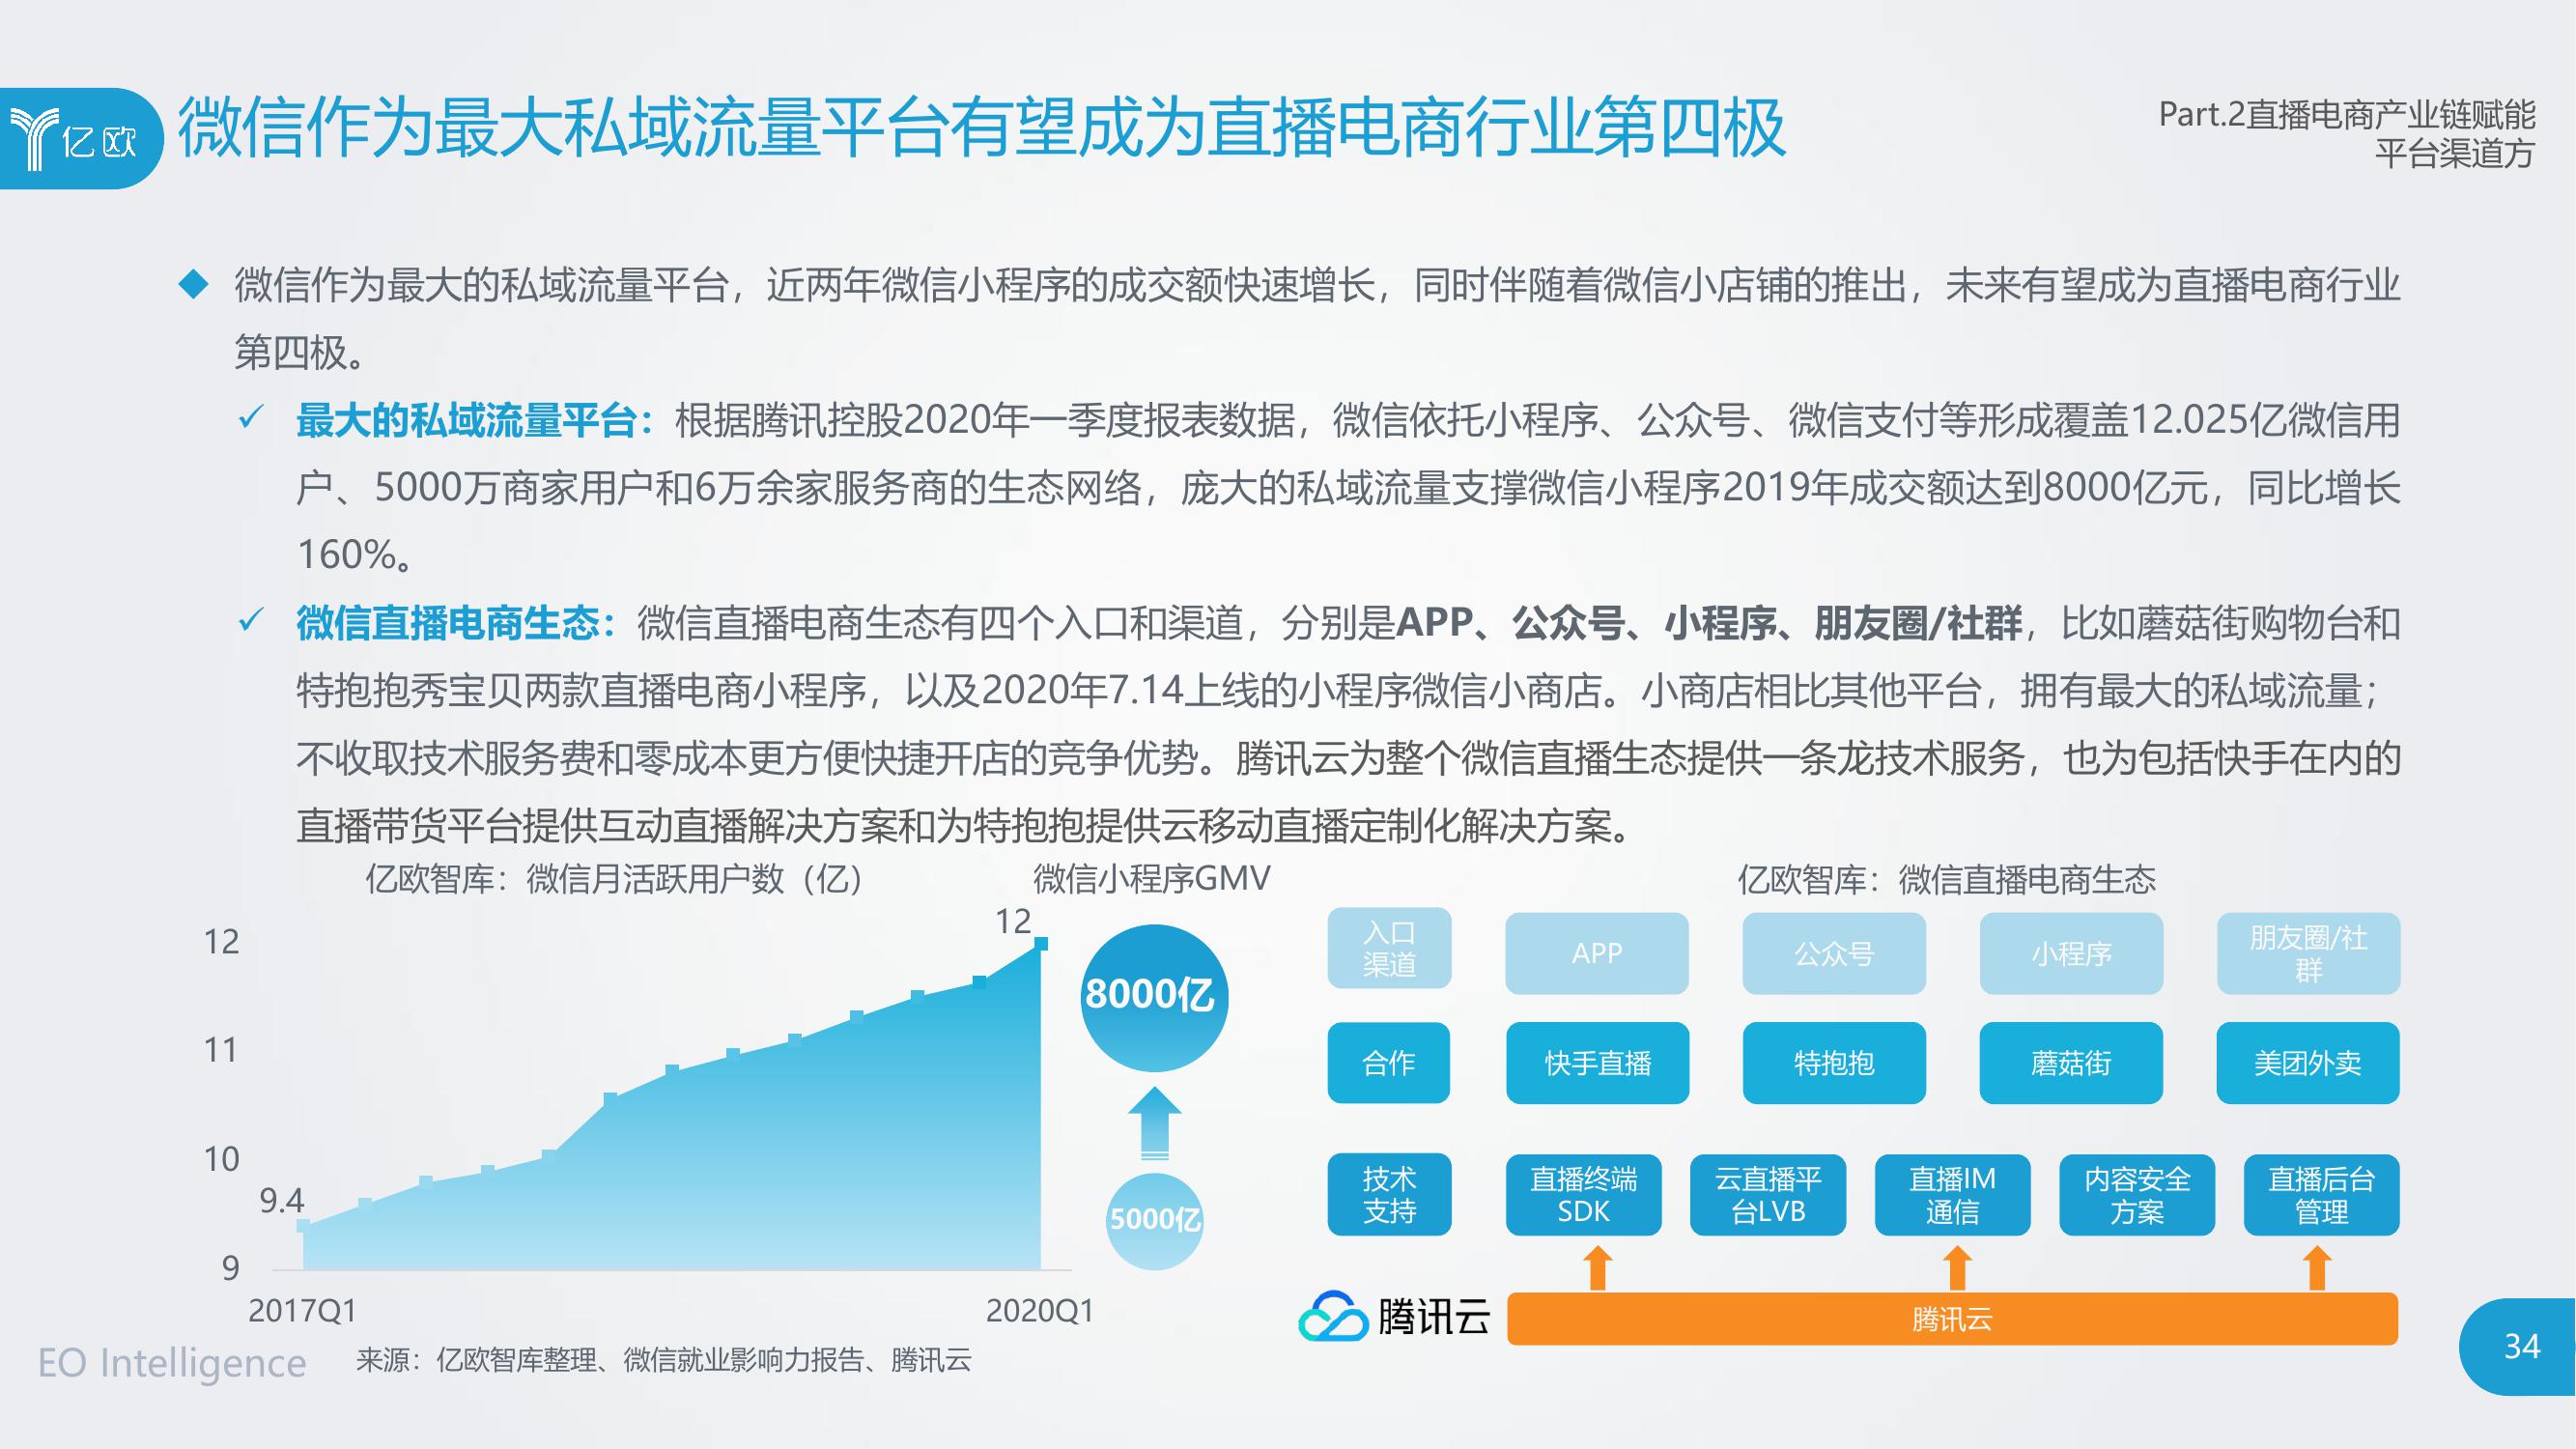 亿欧
微信作为最大私域流量平台有望成为直播电商行业第四极
Part.2直播电商产业链赋能
平台渠道方
微信作为最大的私域流量平台，近两年微信小程序的成交额快速增长，同时伴随着微信小店铺的推出，未来有望成为直播电商行业
第四极。
最大的私域流量平台：根据腾讯控股2020年一季度报表数据，微信依托小程序、公众号、微信支付等形成覆盖12.025亿微信用
户、5000万商家用户和6万余家服务商的生态网络，庞大的私域流量支撑微信小程序2019年成交额达到8000亿元，同比增长
160%。
微信直播电商生态：微信直播电商生态有四个入口和渠道，分别是APP、公众号、小程序、朋友圈/社群，比如蘑菇街购物台和
特抱抱秀宝贝两款直播电商小程序，以及2020年7.14上线的小程序微信小商店。小商店相比其他平台，拥有最大的私域流量；
不收取技术服务费和零成本更方便快捷开店的竞争优势。腾讯云为整个微信直播生态提供一条龙技术服务，也为包括快手在内的
直播带货平台提供互动直播解决方案和为特抱抱提供云移动直播定制化解决方案。
亿欧智库：微信月活跃用户数（亿）
12
11
10
9
9.4
12
2017Q1
2020Q1
微信小程序GMV
8000亿
5000亿
亿欧智库：微信直播电商生态
入口
渠道
APP
公众号
小程序
朋友圈/社
群
合作
快手直播
特抱抱
蘑菇街
美团外卖
技术
支持
直播终端
SDK
云直播平
台LVB
直播IM
通信
内容安全
方案
直播后台
管理
腾讯云
腾讯云
EO Intelligence
来源：亿欧智库整理、微信就业影响力报告、腾讯云
34